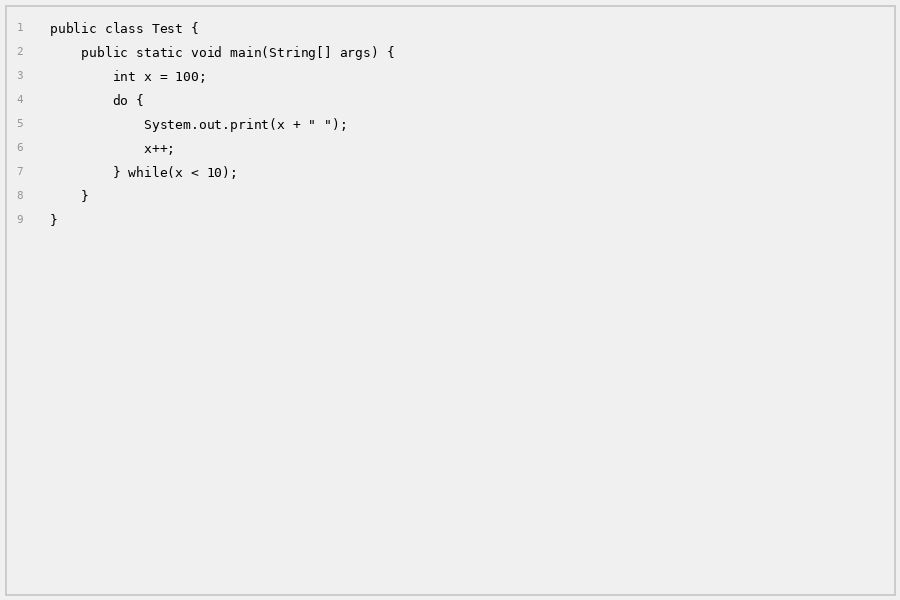 1 public class Test {
2     public static void main(String[] args) {
3         int x = 100;
4         do {
5             System.out.print(x + " ");
6             x++;
7         } while(x < 10);
8     }
9 }